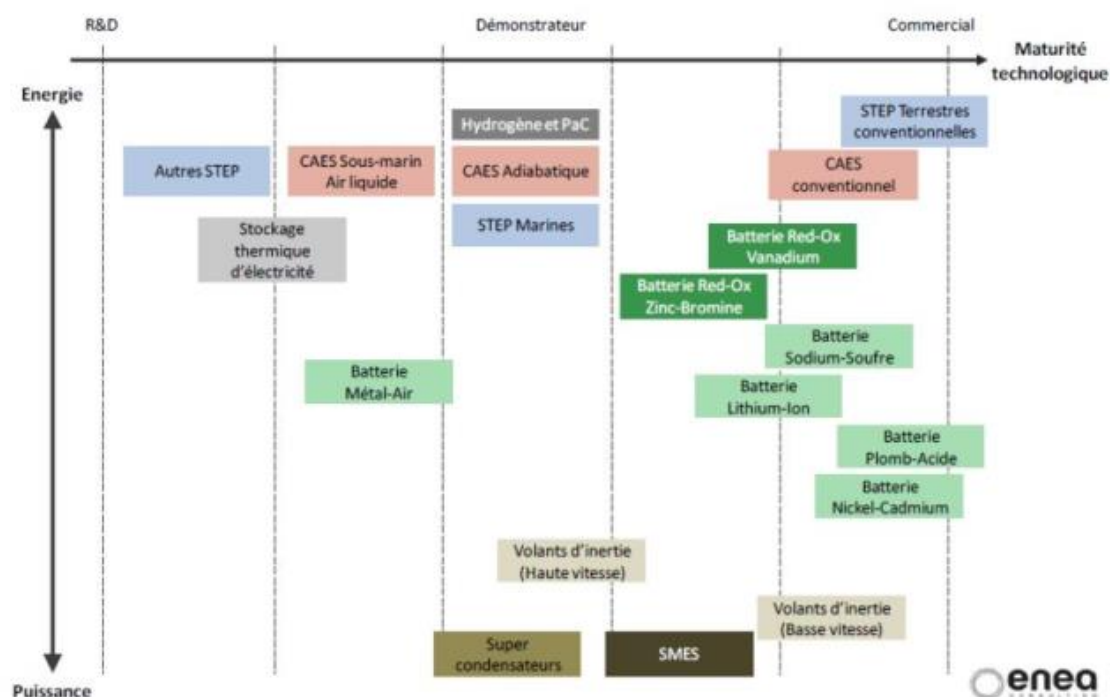 R&D
Démonstrateur
Commercial
Maturité
technologique
Energie
STEP Terrestres
conventionnelles
Hydrogène et PaC
Autres STEP
CAES Sous-marin
Air liquide
CAES Adiabatique
CAES
conventionnel
Stockage
thermique
d'électricité
STEP Marines
Batterie Red-Ox
Vanadium
Batterie Red-Ox
Zinc-Bromine
Batterie
Sodium-Soufre
Batterie
Métal-Air
Batterie
Lithium-Ion
Batterie
Plomb-Acide
Batterie
Nickel-Cadmium
Volants d'inertie
(Haute vitesse)
Volants d'inertie
(Basse vitesse)
Super
condensateurs
SMES
Puissance
enea